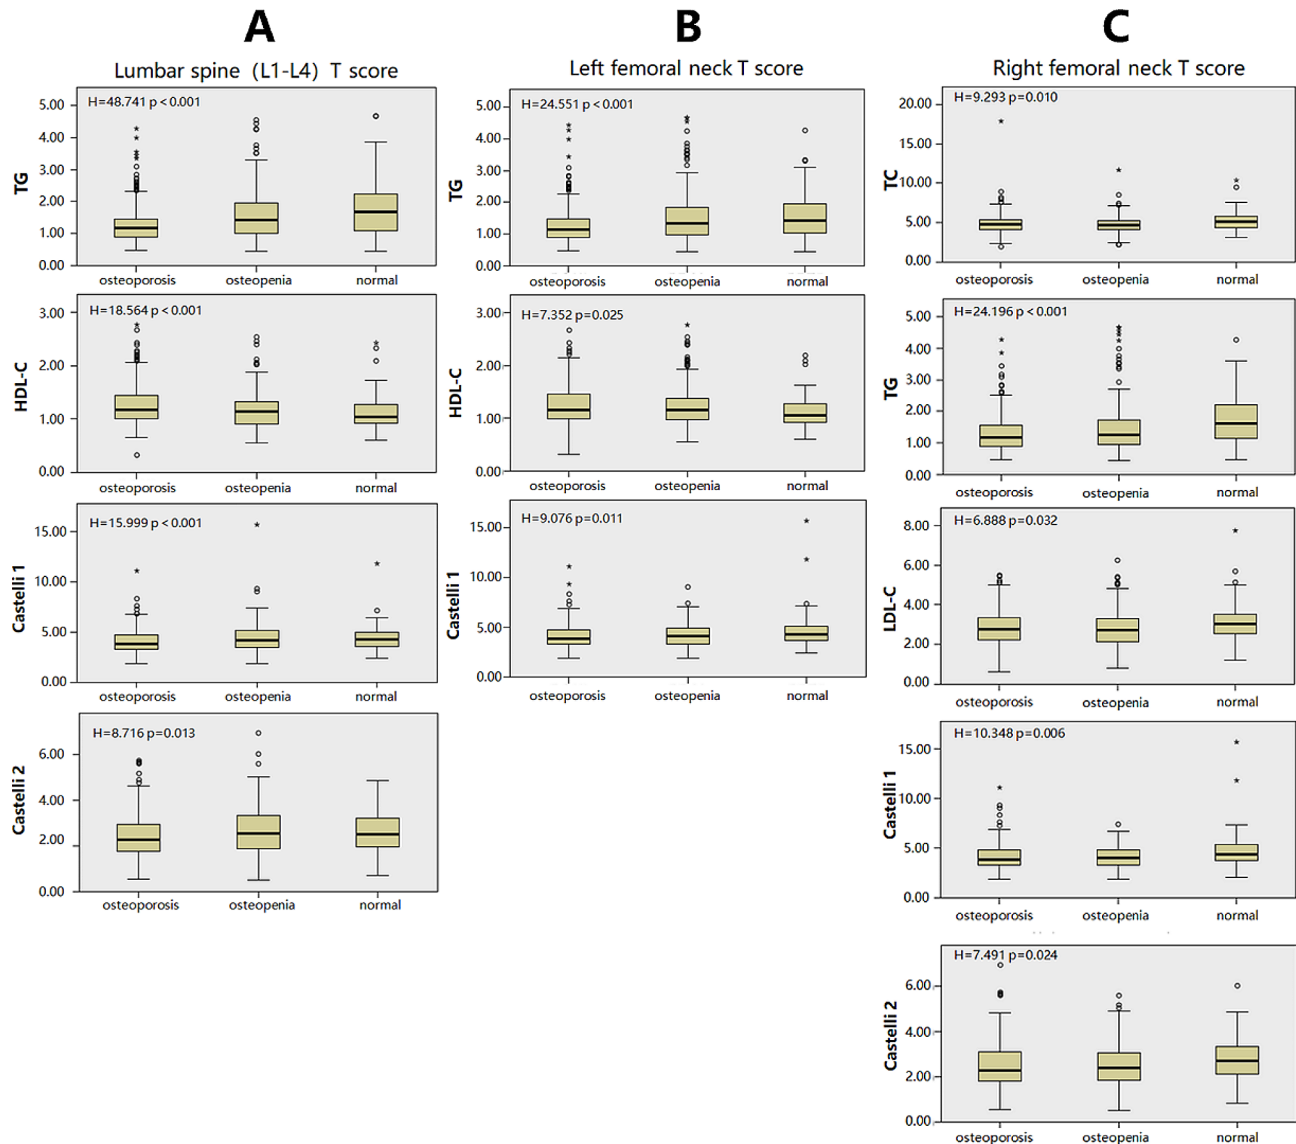 A
Lumbar spine（L1-L4）T score
H=48.741 p<0.001
TG
5.00
4.00
3.00
2.00
1.00
0.00
osteoporosis osteopenia normal
H=18.564 p<0.001
HDL-C
3.00
2.00
1.00
0.00
osteoporosis osteopenia normal
H=15.999 p<0.001
Castelli 1
15.00
10.00
5.00
0.00
osteoporosis osteopenia normal
H=8.716 p=0.013
Castelli 2
6.00
4.00
2.00
0.00
osteoporosis osteopenia normal
B
Left femoral neck T score
H=24.551 p<0.001
TG
5.00
4.00
3.00
2.00
1.00
0.00
osteoporosis osteopenia normal
H=7.352 p=0.025
HDL-C
3.00
2.00
1.00
0.00
osteoporosis osteopenia normal
H=9.076 p=0.011
Castelli 1
15.00
10.00
5.00
0.00
osteoporosis osteopenia normal
C
Right femoral neck T score
H=9.293 p=0.010
TC
20.00
15.00
10.00
5.00
0.00
osteoporosis osteopenia normal
H=24.196 p<0.001
TG
5.00
4.00
3.00
2.00
1.00
0.00
osteoporosis osteopenia normal
H=6.888 p=0.032
LDL-C
8.00
6.00
4.00
2.00
0.00
osteoporosis osteopenia normal
H=10.348 p=0.006
Castelli 1
15.00
10.00
5.00
0.00
osteoporosis osteopenia normal
H=7.491 p=0.024
Castelli 2
6.00
4.00
2.00
0.00
osteoporosis osteopenia normal